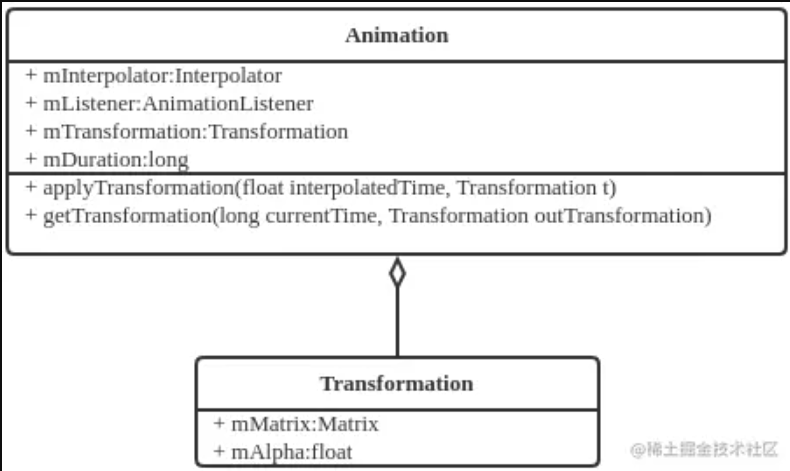 Animation
+ mInterpolator:Interpolator
+ mListener:AnimationListener
+ mTransformation:Transformation
+ mDuration:long
+ applyTransformation(float interpolatedTime, Transformation t)
+ getTransformation(long currentTime, Transformation outTransformation)
Transformation
+ mMatrix:Matrix
+ mAlpha:float
@稀土掘金技术社区